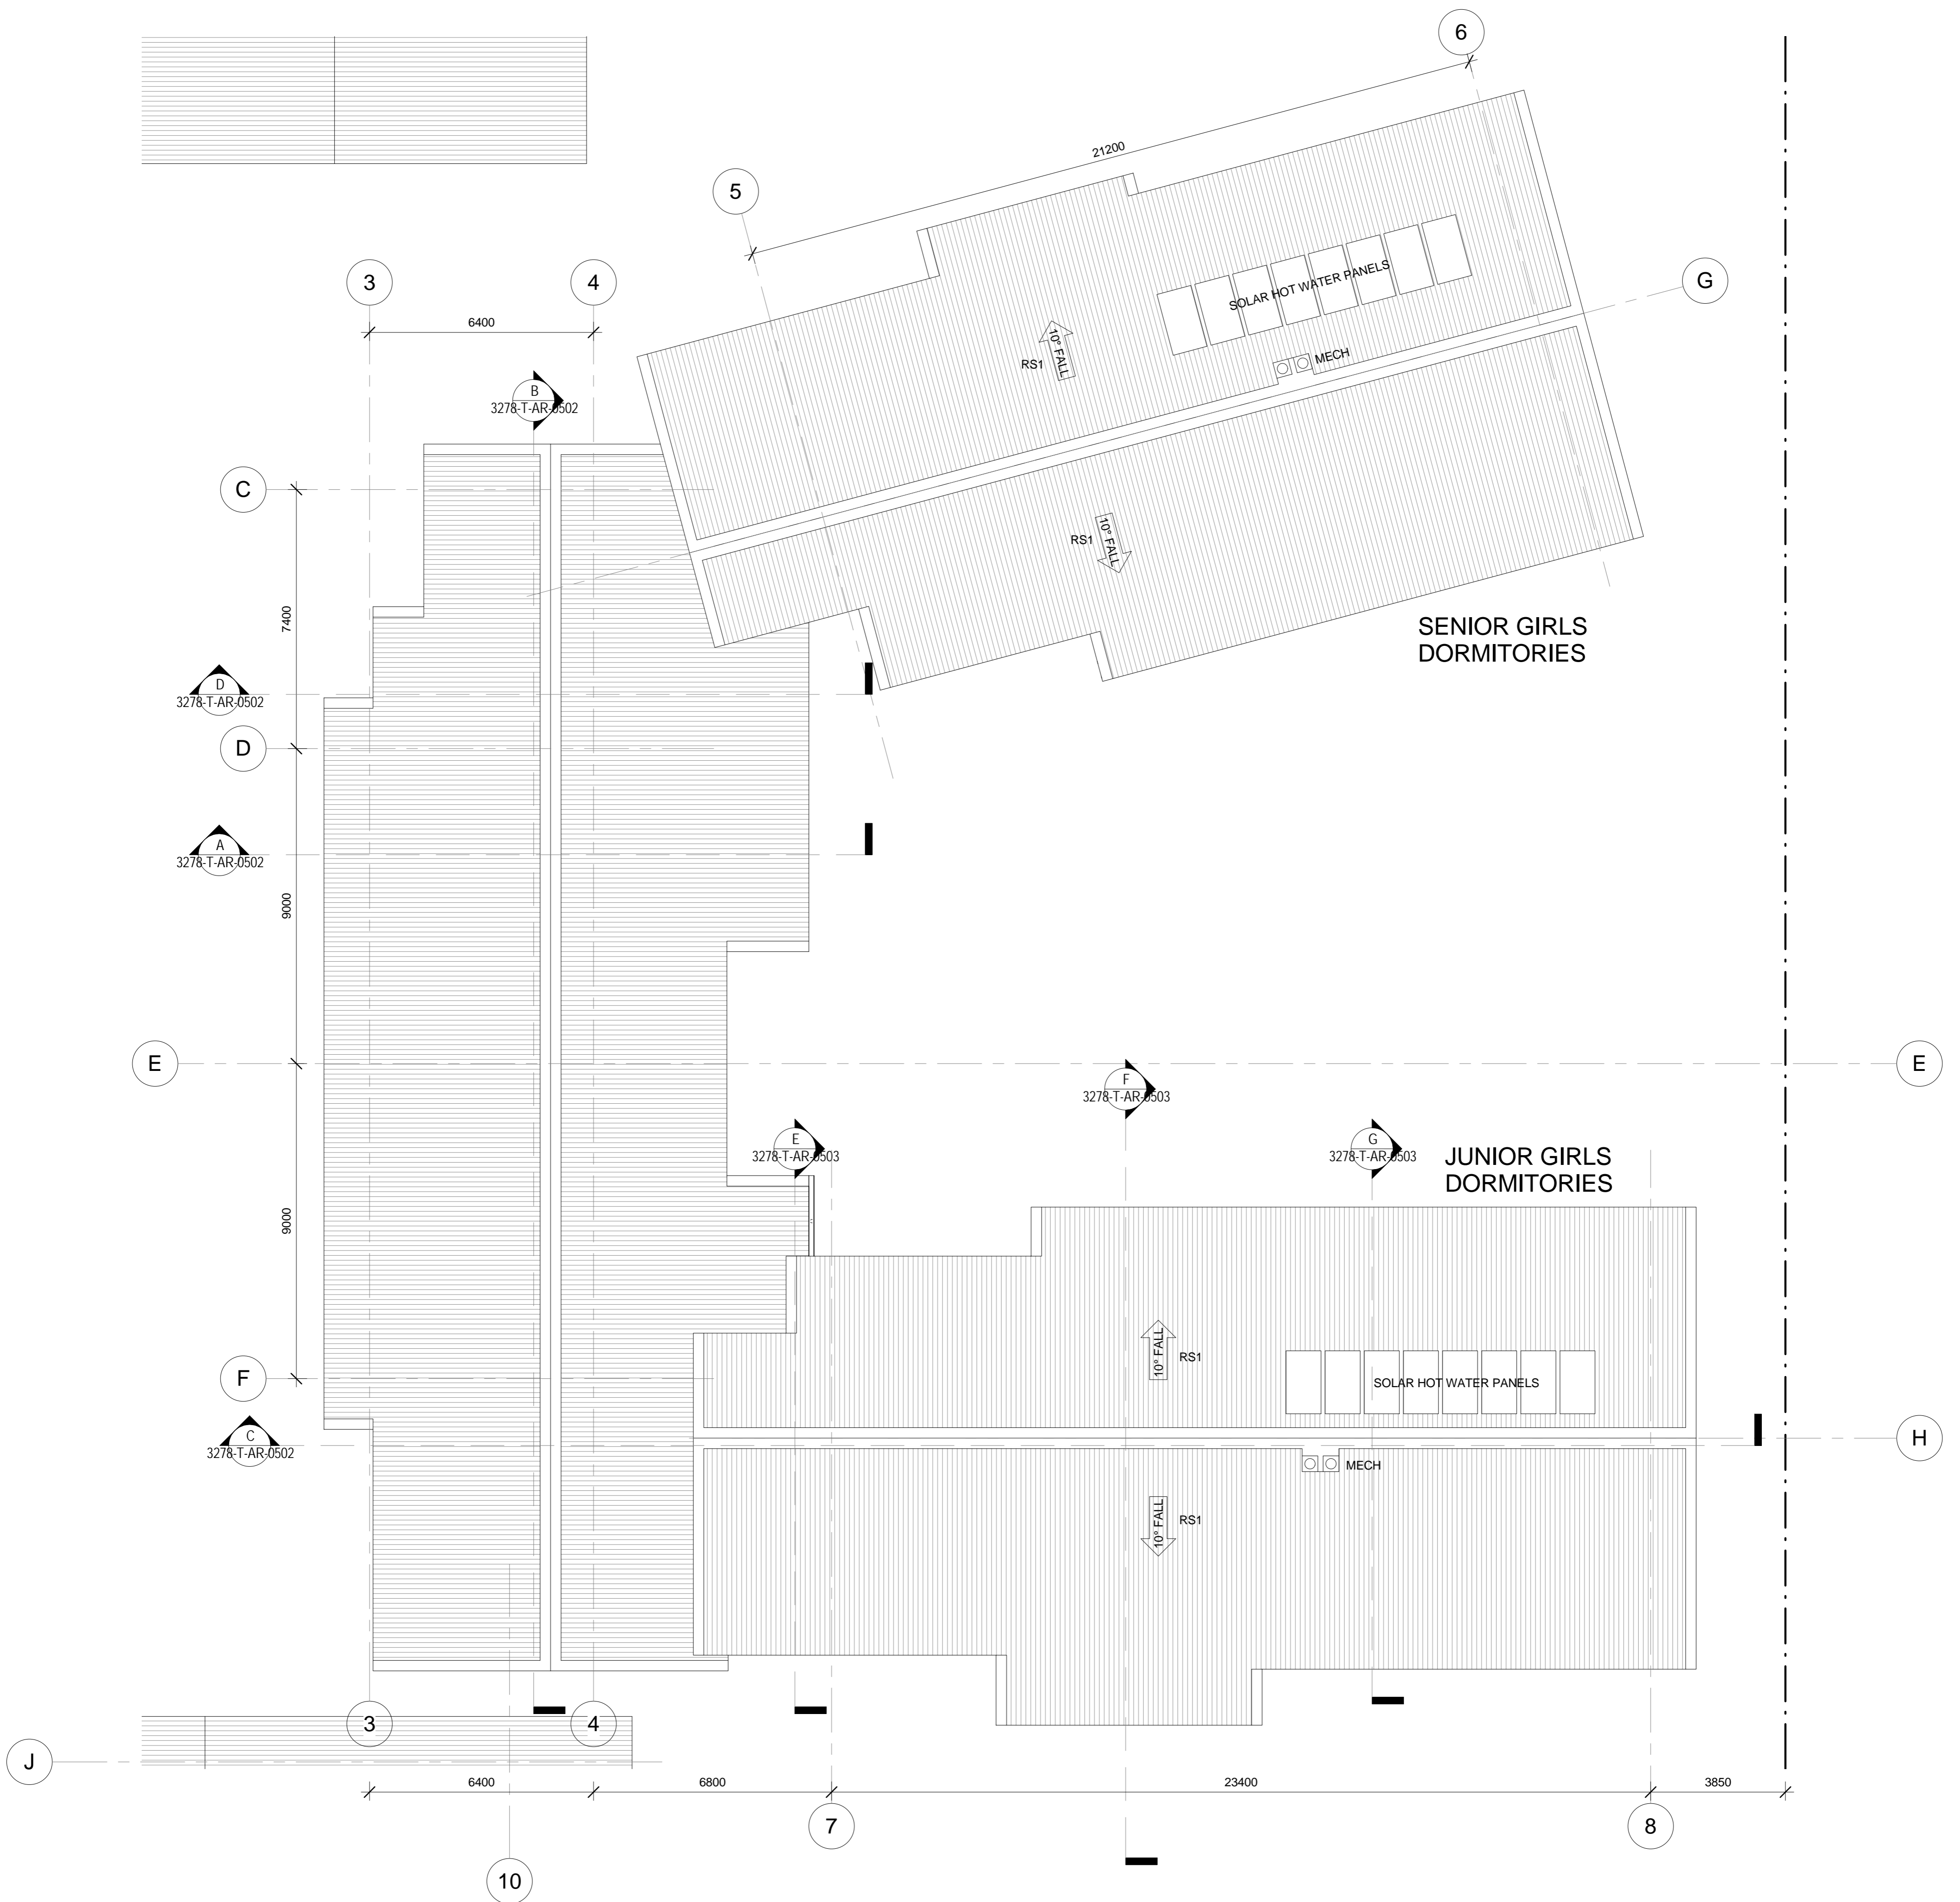 6
21200
5
3
4
G
6400
SOLAR HOT WATER PANELS
10° FALL
RS1
MECH
B
3278-T-AR-0502
C
10° FALL
RS1
7400
SENIOR GIRLS
DORMITORIES
D
3278-T-AR-0502
D
A
3278-T-AR-0502
9000
E
E
F
3278-T-AR-0503
E
3278-T-AR-0503
G
3278-T-AR-0503
JUNIOR GIRLS
DORMITORIES
9000
10° FALL
RS1
F
SOLAR HOT WATER PANELS
C
3278-T-AR-0502
H
MECH
10° FALL
RS1
3
4
J
6400
6800
23400
3850
7
8
10